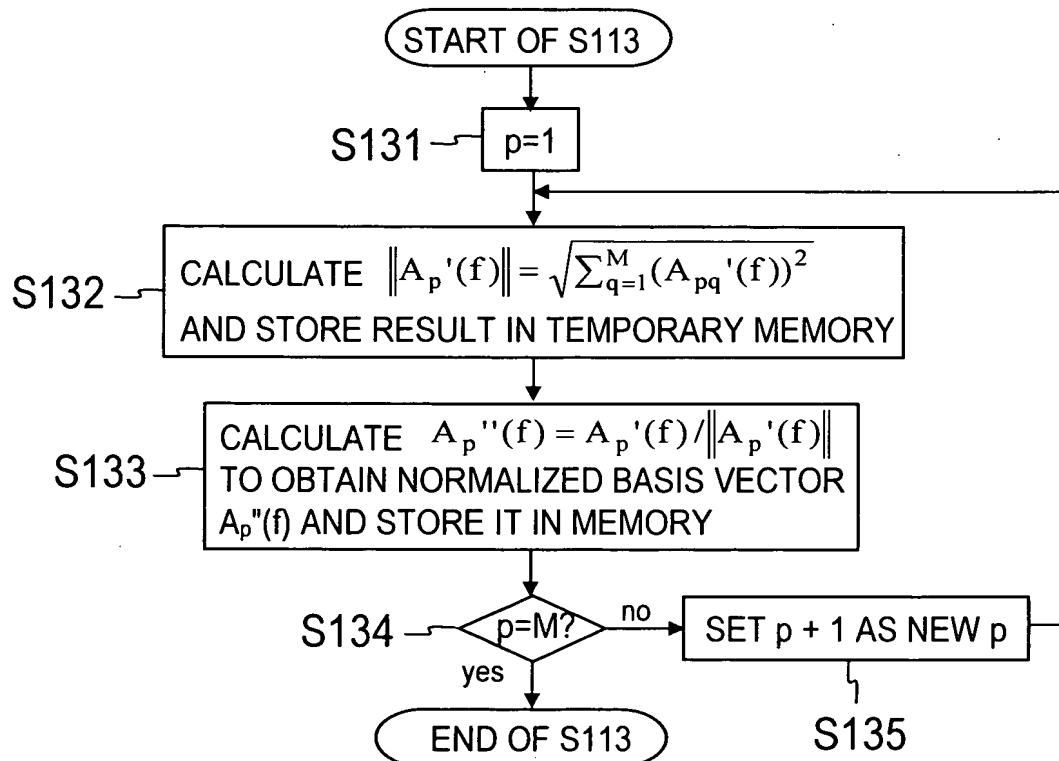 START OF S113
S131
p=1
S132
CALCULATE ‖A_p'(f)‖ = √(∑_{q=1}^{M}(A_{pq}'(f))²)
AND STORE RESULT IN TEMPORARY MEMORY
S133
CALCULATE A_p''(f) = A_p'(f) / ‖A_p'(f)‖
TO OBTAIN NORMALIZED BASIS VECTOR
A_p"(f) AND STORE IT IN MEMORY
S134
p=M?
no
SET p + 1 AS NEW p
yes
S135
END OF S113